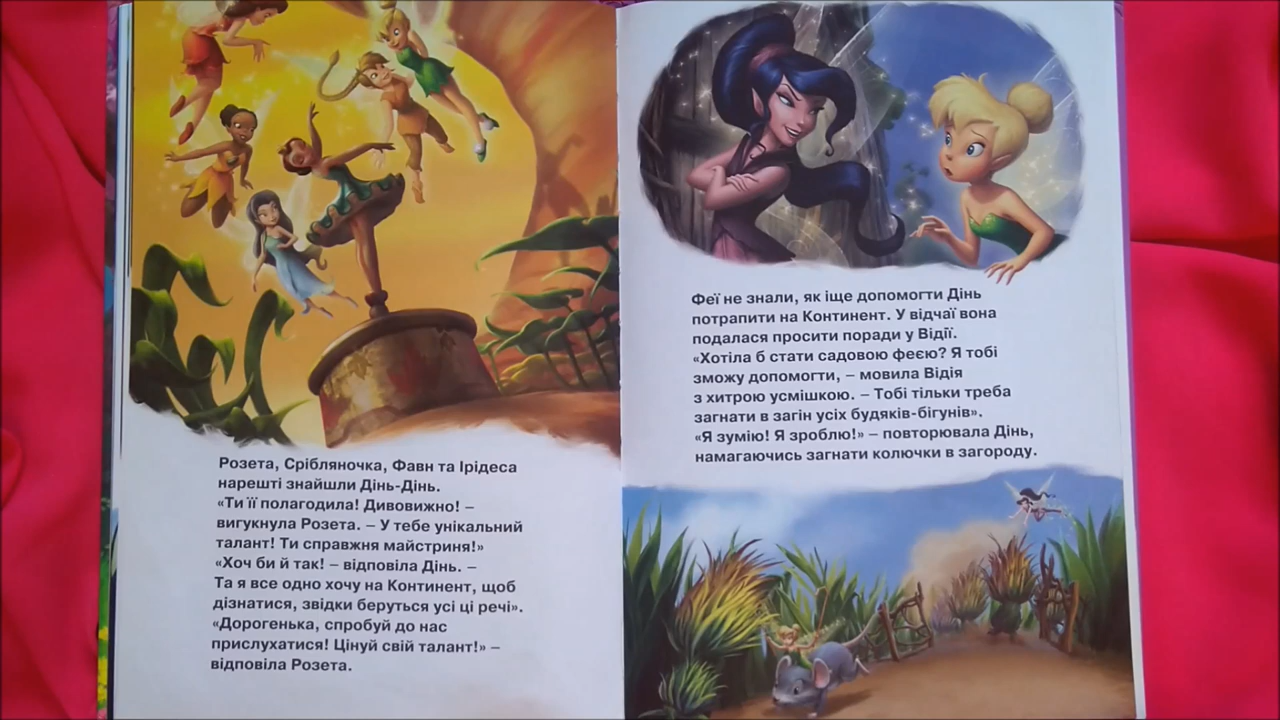 Розета, Срібляночка, Фавн та Ірідеса
нарешті знайшли Дінь-Дінь.
«Ти її полагодила! Дивовижно! –
вигукнула Розета. – У тебе унікальний
талант! Ти справжня майстриня!»
«Хоч би й так! – відповіла Дінь. –
Та я все одно хочу на Континент, щоб
дізнатися, звідки беруться усі ці речі».
«Дорогенька, спробуй до нас
прислухатися! Цінуй свій талант!» –
відповіла Розета.
Феї не знали, як іще допомогти Дінь
потрапити на Континент. У відчаї вона
подалася просити поради у Відії.
«Хотіла б стати садовою феєю? Я тобі
зможу допомогти, – мовила Відія
з хитрою усмішкою. – Тобі тільки треба
загнати в загін усіх будяків-бігунів».
«Я зумію! Я зроблю!» – повторювала Дінь,
намагаючись загнати колючки в загороду.